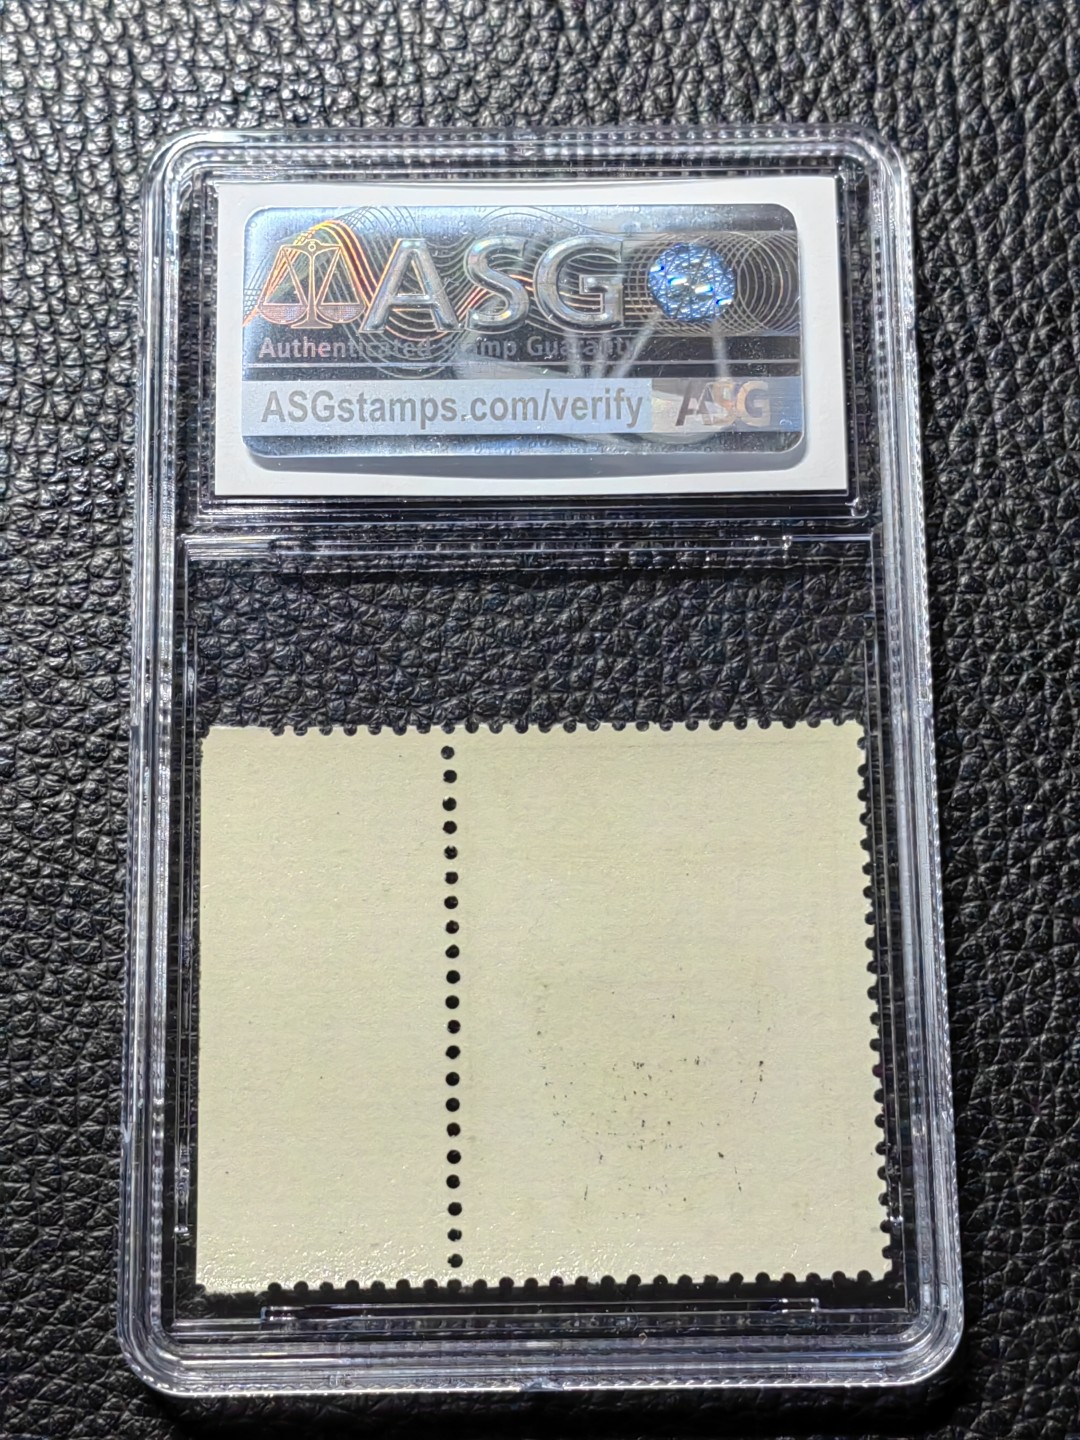 ASG
Authenticated Stamp Guaranty
ASGstamps.com/verify ASG